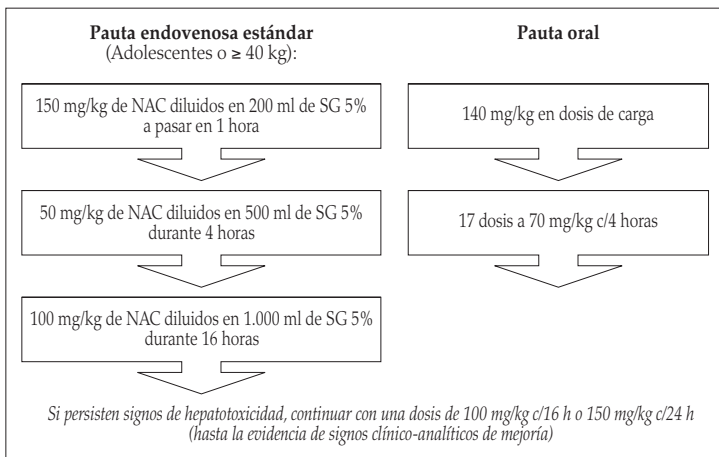 Pauta endovenosa estándar
(Adolescentes o ≥ 40 kg):
150 mg/kg de NAC diluidos en 200 ml de SG 5%
a pasar en 1 hora
50 mg/kg de NAC diluidos en 500 ml de SG 5%
durante 4 horas
100 mg/kg de NAC diluidos en 1.000 ml de SG 5%
durante 16 horas
Pauta oral
140 mg/kg en dosis de carga
17 dosis a 70 mg/kg c/4 horas
Si persisten signos de hepatotoxicidad, continuar con una dosis de 100 mg/kg c/16 h o 150 mg/kg c/24 h
(hasta la evidencia de signos clínico-analíticos de mejoría)